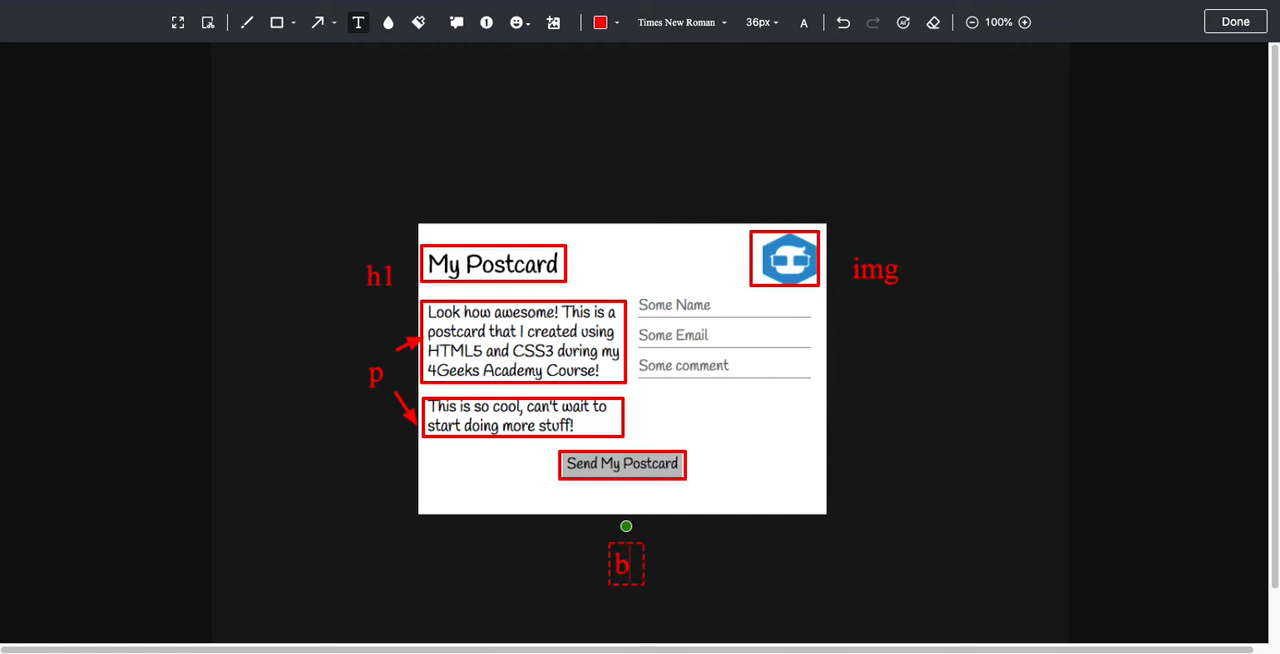 T
1
Times New Roman
36px
A
100%
Done
My Postcard
h1
img
Look how awesome! This is a
postcard that I created using
HTML5 and CSS3 during my
4Geeks Academy Course!
p
This is so cool, can't wait to
start doing more stuff!
Some Name
Some Email
Some comment
Send My Postcard
b